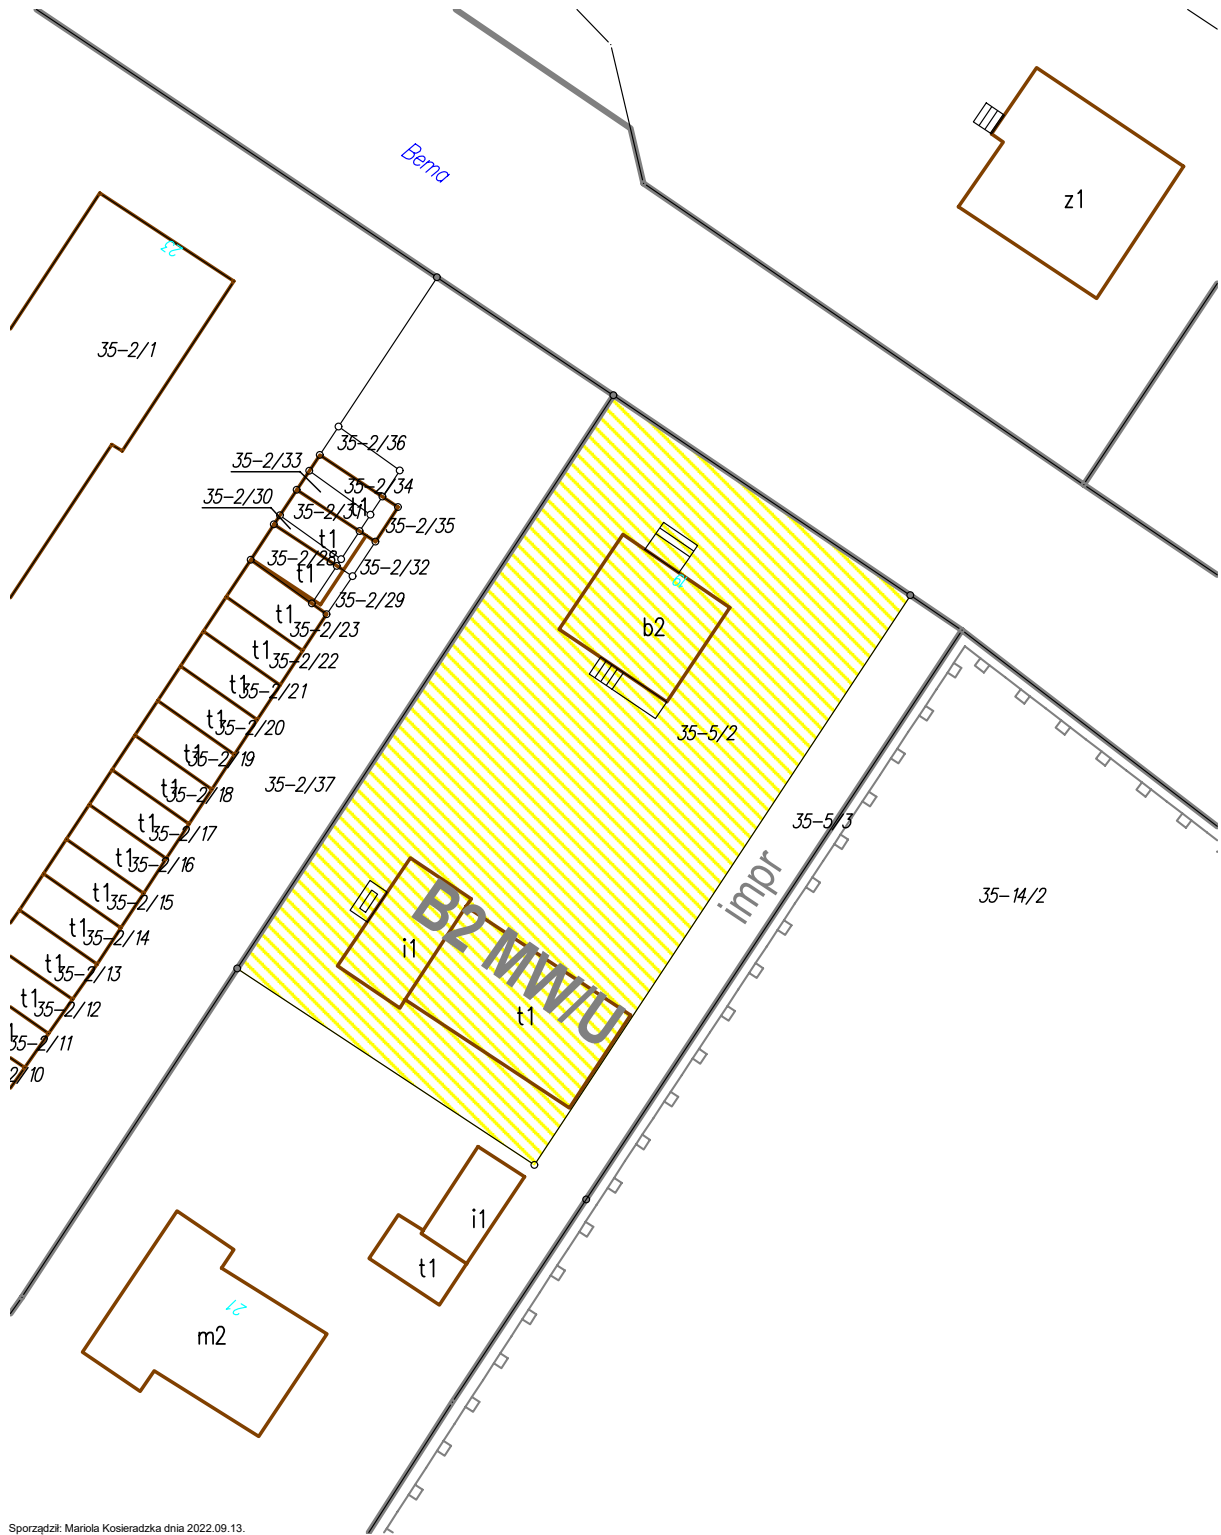 Bema
z1
23
35-2/1
35-2/36
35-2/33
35-2/34
35-2/30
t1
35-2/31
35-2/35
t1
35-2/28
35-2/32
t1
35-2/29
19
t1
35-2/23
b2
t1
35-2/22
t1
35-2/21
t1
35-2/20
35-5/2
t1
35-2/19
35-2/37
t1
35-2/18
t1
35-2/17
35-5/3
t1
35-2/16
impr
t1
35-2/15
35-14/2
t1
35-2/14
B2 MW/U
i1
t1
35-2/13
t1
35-2/12
t1
35-2/11
2/10
i1
t1
21
m2
Sporządził: Mariola Kosieradzka dnia 2022.09.13.